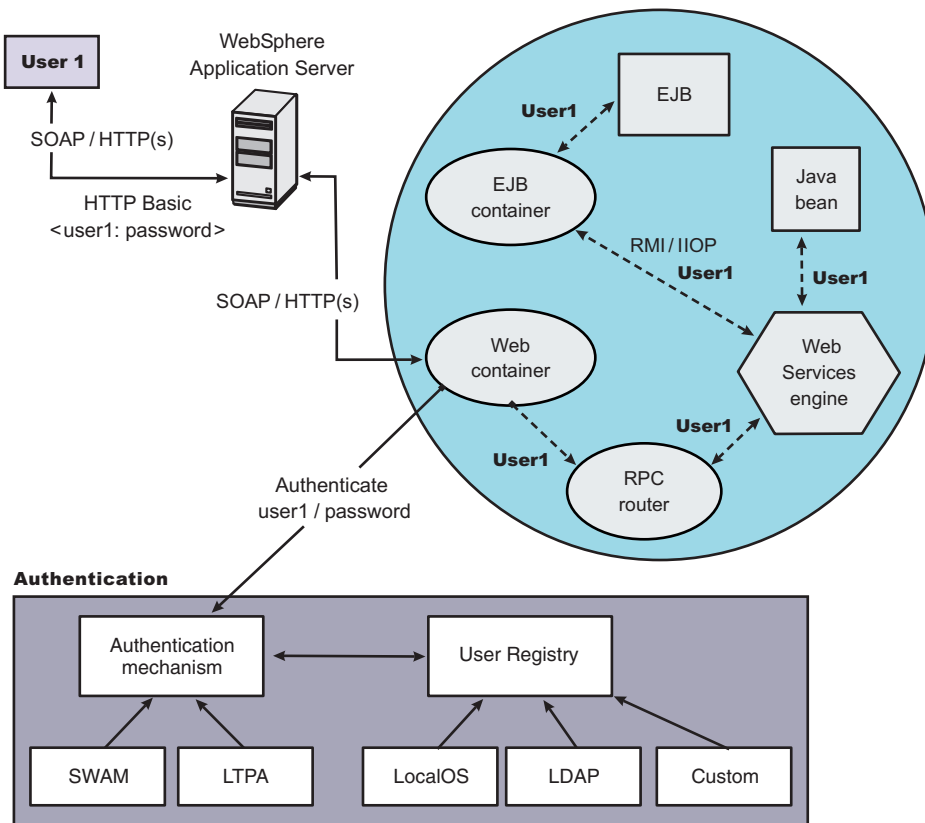 User 1
WebSphere
Application Server
SOAP / HTTP(s)
HTTP Basic
<user1: password>
SOAP / HTTP(s)
EJB
User1
EJB
container
Java
bean
RMI / IIOP
User1
User1
Web
container
Web
Services
engine
User1
User1
RPC
router
Authenticate
user1 / password
Authentication
Authentication
mechanism
User Registry
SWAM
LTPA
LocalOS
LDAP
Custom